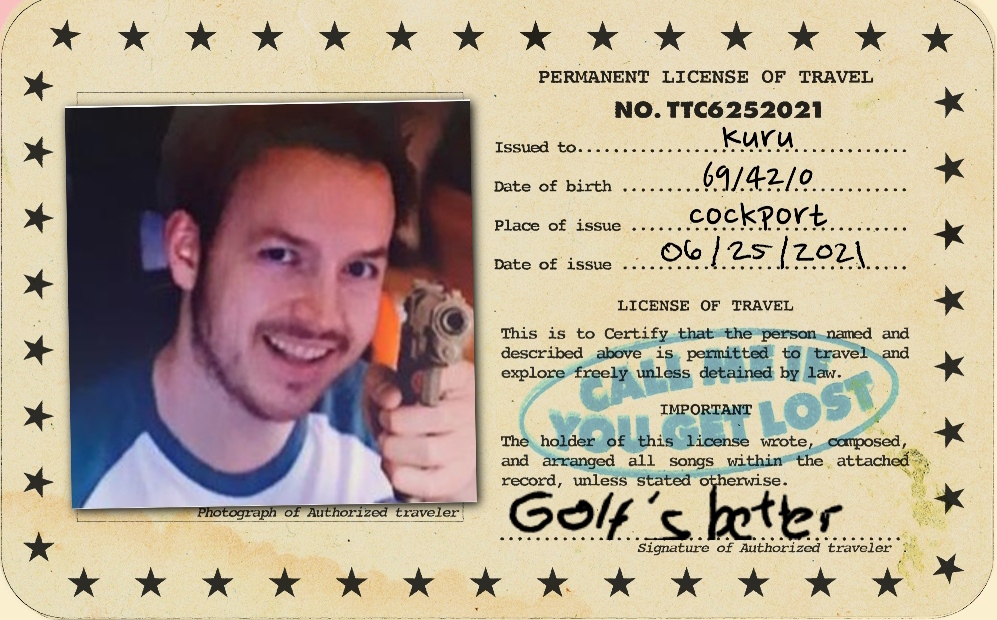 PERMANENT LICENSE OF TRAVEL
NO. TTC6252021
Issued to.......kuru.......
Date of birth .......69/42/0.......
Place of issue .......cockport.......
Date of issue .......06/25/2021.......
LICENSE OF TRAVEL
This is to Certify that the person named and
described above is permitted to travel and
explore freely unless detained by law.
CALL ME IF
YOU GET LOST
IMPORTANT
The holder of this license wrote, composed,
and arranged all songs within the attached
record, unless stated otherwise.
Golf's better
Photograph of Authorized traveler
Signature of Authorized traveler